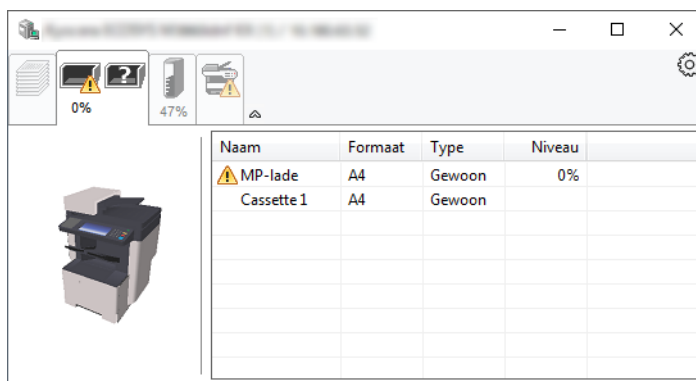 0%
47%
Naam Formaat Type Niveau
MP-lade A4 Gewoon 0%
Cassette 1 A4 Gewoon